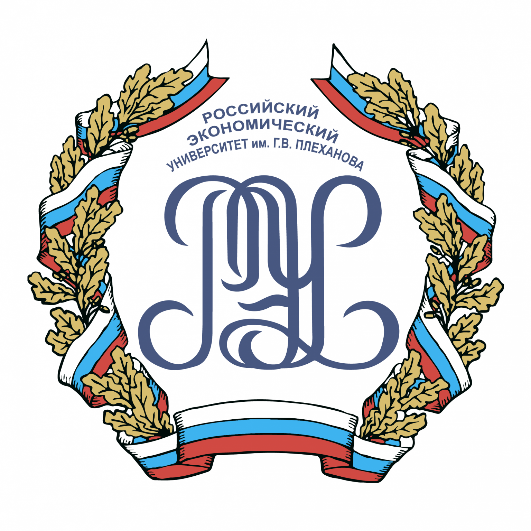 РОССИЙСКИЙ
ЭКОНОМИЧЕСКИЙ
УНИВЕРСИТЕТ им. Г.В. ПЛЕХАНОВА
РЭУ